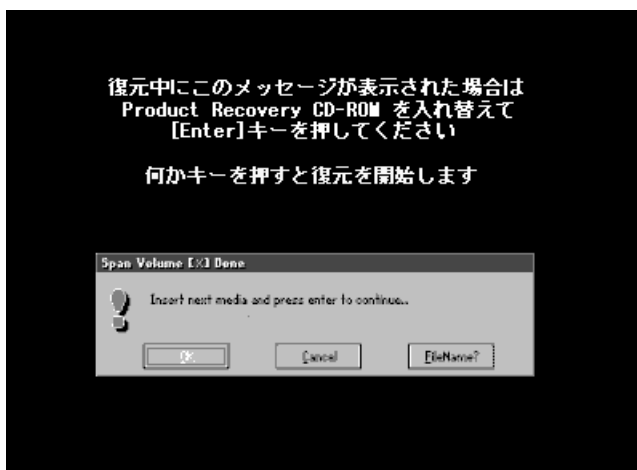 復元中にこのメッセージが表示された場合は
Product Recovery CD-ROM を入れ替えて
[Enter]キーを押してください
何かキーを押すと復元を開始します
Span Volume [X] Done
Insert next media and press enter to continue..
OK
Cancel
FileName?